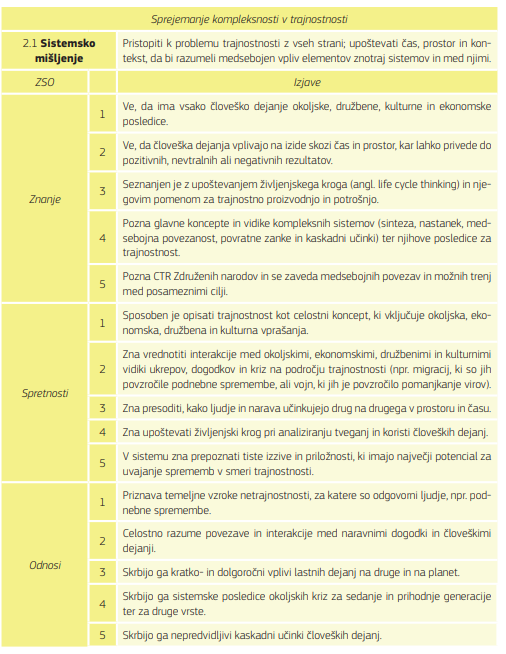 Sprejemanje kompleksnosti v trajnostnosti
2.1 Sistemsko
mišljenje
Pristopiti k problemu trajnostnosti z vseh strani; upoštevati čas, prostor in kon-
tekst, da bi razumeli medsebojen vpliv elementov znotraj sistemov in med njimi.
ZSO
Izjave
Znanje
1
Ve, da ima vsako človeško dejanje okoljske, družbene, kulturne in ekonomske
posledice.
2
Ve, da človeška dejanja vplivajo na izide skozi čas in prostor, kar lahko privede do
pozitivnih, nevtralnih ali negativnih rezultatov.
3
Seznanjen je z upoštevanjem življenjskega kroga (angl. life cycle thinking) in nje-
govim pomenom za trajnostno proizvodnjo in potrošnjo.
4
Pozna glavne koncepte in vidike kompleksnih sistemov (sinteza, nastanek, med-
sebojna povezanost, povratne zanke in kaskadni učinki) ter njihove posledice za
trajnostnost.
5
Pozna CTR Združenih narodov in se zaveda medsebojnih povezav in možnih trenj
med posameznimi cilji.
Spretnosti
1
Sposoben je opisati trajnostnost kot celostni koncept, ki vključuje okoljska, eko-
nomska, družbena in kulturna vprašanja.
2
Zna vrednotiti interakcije med okoljskimi, ekonomskimi, družbenimi in kulturnimi
vidiki ukrepov, dogodkov in kriz na področju trajnostnosti (npr. migracij, ki so jih
povzročile podnebne spremembe, ali vojn, ki jih je povzročilo pomanjkanje virov).
3
Zna presoditi, kako ljudje in narava učinkujejo drug na drugega v prostoru in času.
4
Zna upoštevati življenjski krog pri analiziranju tveganj in koristi človeških dejanj.
5
V sistemu zna prepoznati tiste izzive in priložnosti, ki imajo največji potencial za
uvajanje sprememb v smeri trajnostnosti.
Odnosi
1
Priznava temeljne vzroke netrajnostnosti, za katere so odgovorni ljudje, npr. pod-
nebne spremembe.
2
Celostno razume povezave in interakcije med naravnimi dogodki in človeškimi
dejanji.
3
Skrbijo ga kratko- in dolgoročni vplivi lastnih dejanj na druge in na planet.
4
Skrbijo ga sistemske posledice okoljskih kriz za sedanje in prihodnje generacije
ter za druge vrste.
5
Skrbijo ga nepredvidljivi kaskadni učinki človeških dejanj.